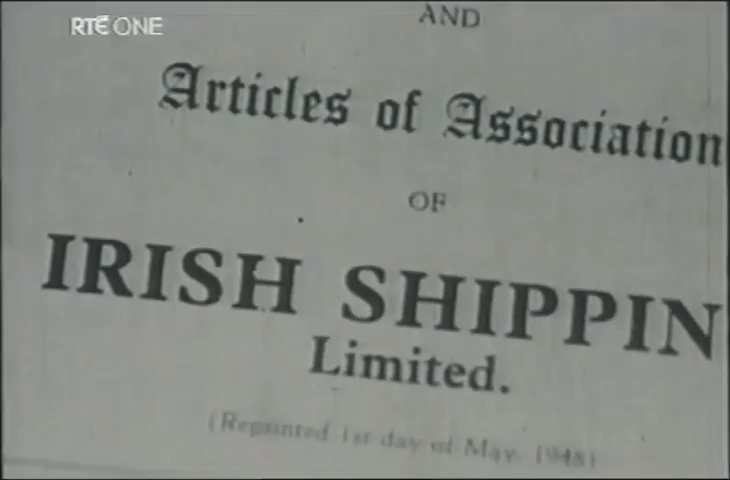 RTÉ ONE
AND
Articles of Association
OF
IRISH SHIPPIN
Limited.
(Reprinted 1st day of May, 1948)